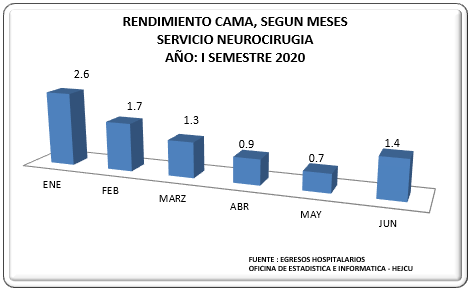 RENDIMIENTO CAMA, SEGUN MESES
SERVICIO NEUROCIRUGIA
AÑO: I SEMESTRE 2020
2.6
1.7
1.3
0.9
0.7
1.4
ENE
FEB
MARZ
ABR
MAY
JUN
FUENTE : EGRESOS HOSPITALARIOS
OFICINA DE ESTADISTICA E INFORMATICA - HEJCU